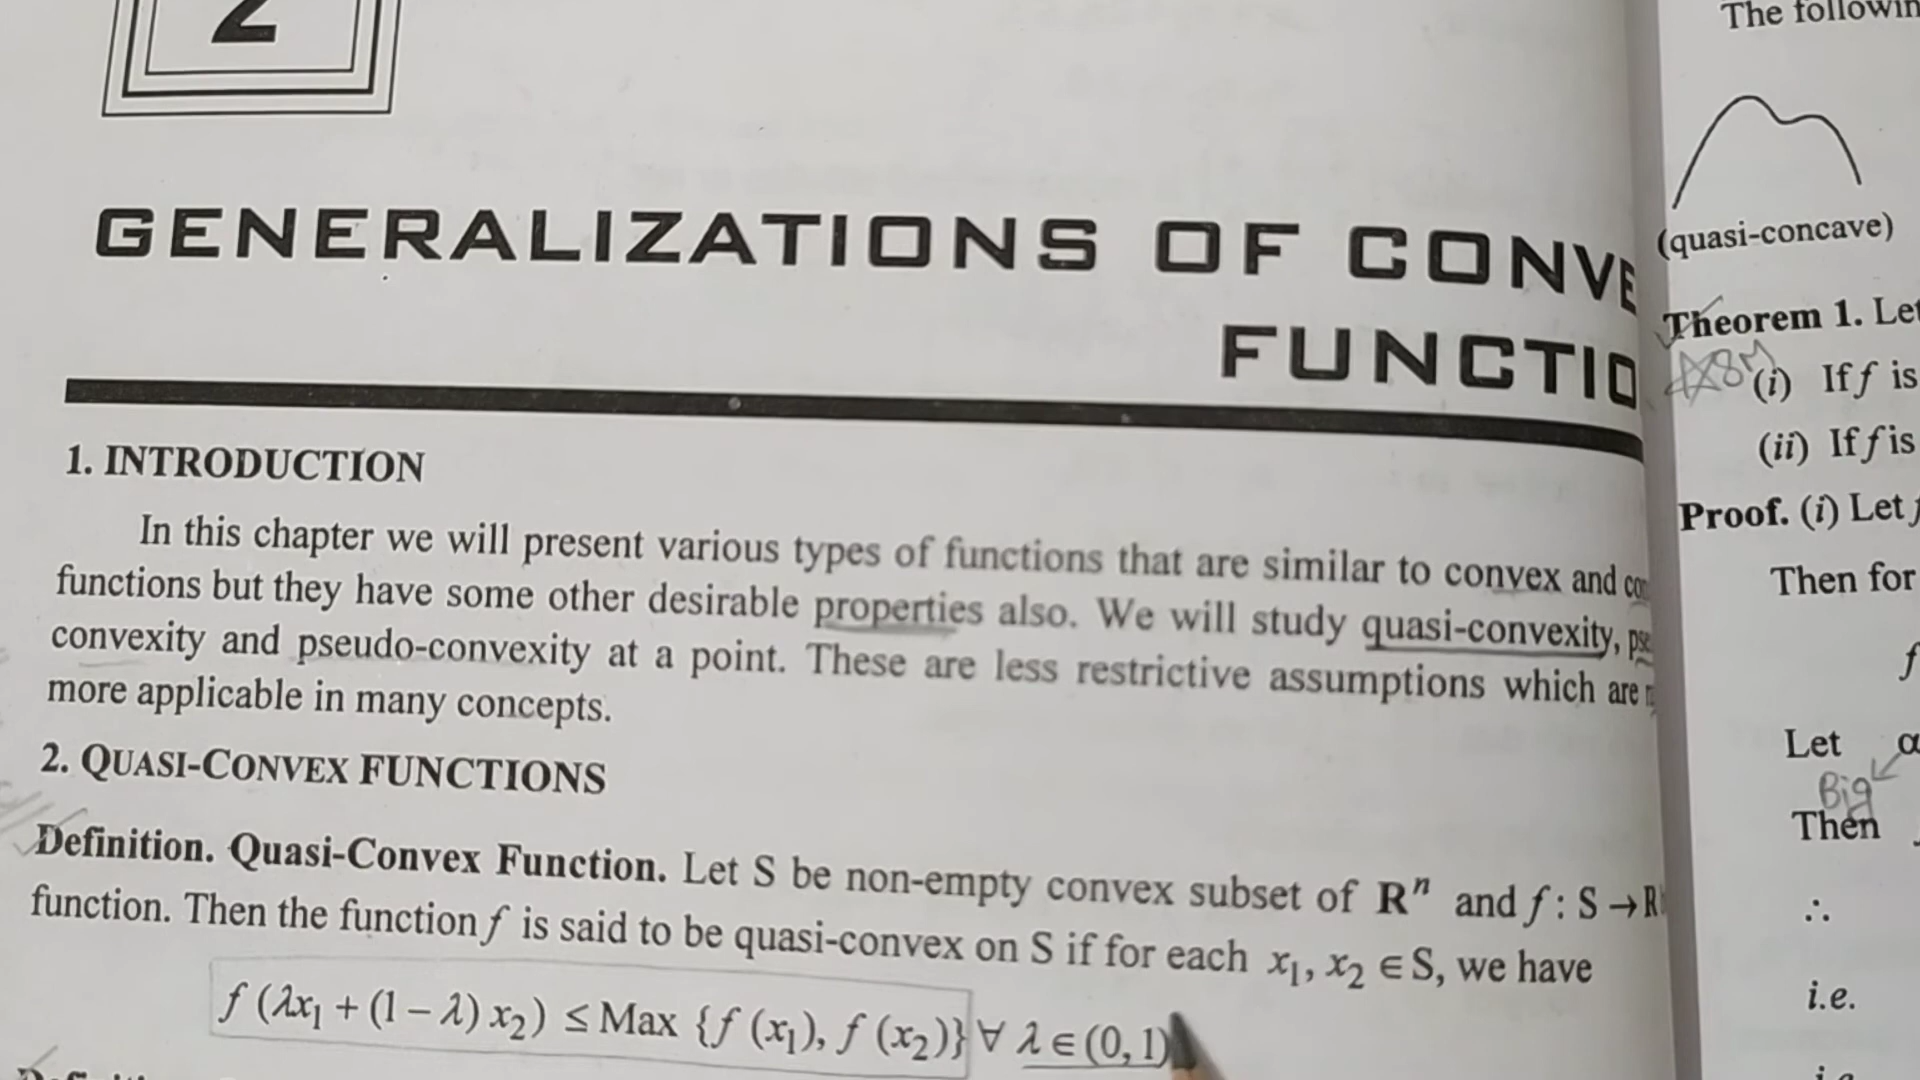 2
GENERALIZATIONS OF CONVE
FUNCTIO
1. INTRODUCTION
In this chapter we will present various types of functions that are similar to convex and co
functions but they have some other desirable properties also. We will study quasi-convexity, pse
convexity and pseudo-convexity at a point. These are less restrictive assumptions which are
more applicable in many concepts.
2. QUASI-CONVEX FUNCTIONS
Definition. Quasi-Convex Function. Let S be non-empty convex subset of Rⁿ and f : S → R
function. Then the function f is said to be quasi-convex on S if for each x₁, x₂ ∈ S, we have
f (λx₁ + (1 – λ) x₂) ≤ Max {f (x₁), f (x₂)} ∀ λ ∈ (0, 1)
The followin
(quasi-concave)
Theorem 1. Let
(i) If f is
(ii) If f is
Proof. (i) Let f
Then for
f
Let α
Big
Then
∴
i.e.
i.e.